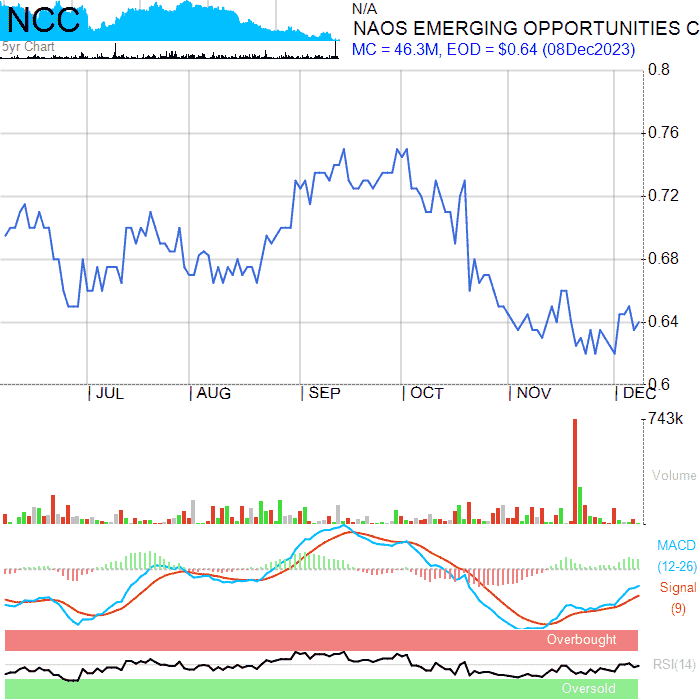 NCC
5yr Chart
N/A
NAOS EMERGING OPPORTUNITIES C
MC = 46.3M, EOD = $0.64 (08Dec2023)
0.8
0.76
0.72
0.68
0.64
0.6
JUL AUG SEP OCT NOV DEC
743k
Volume
MACD
(12-26)
Signal
(9)
Overbought
RSI(14)
Oversold